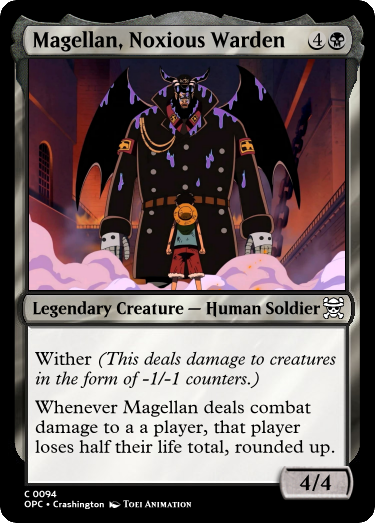 Magellan, Noxious Warden 4
Legendary Creature — Human Soldier
Wither (This deals damage to creatures
in the form of -1/-1 counters.)
Whenever Magellan deals combat
damage to a a player, that player
loses half their life total, rounded up.
4/4
C 0094
OPC • Crashington Toei Animation